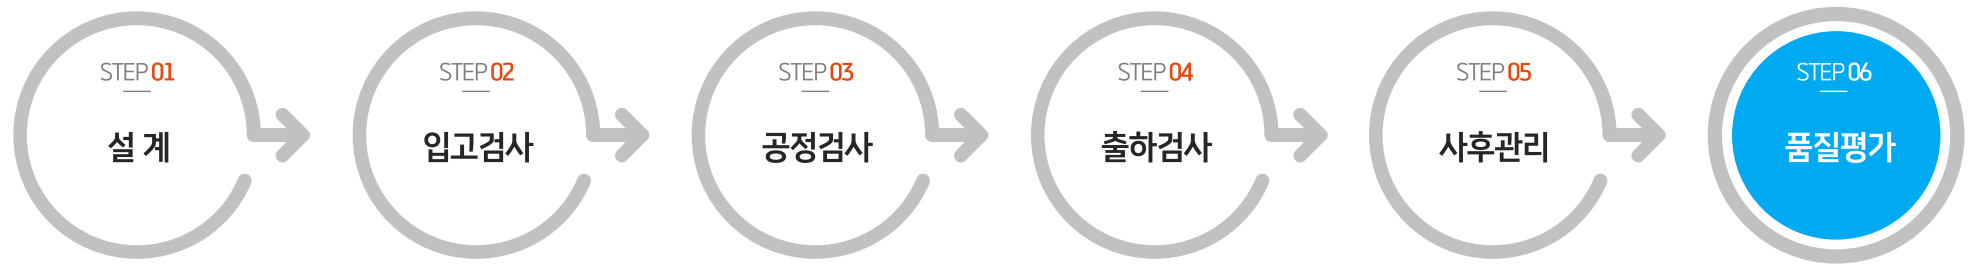 STEP 01
설 계
STEP 02
입고검사
STEP 03
공정검사
STEP 04
출하검사
STEP 05
사후관리
STEP 06
품질평가